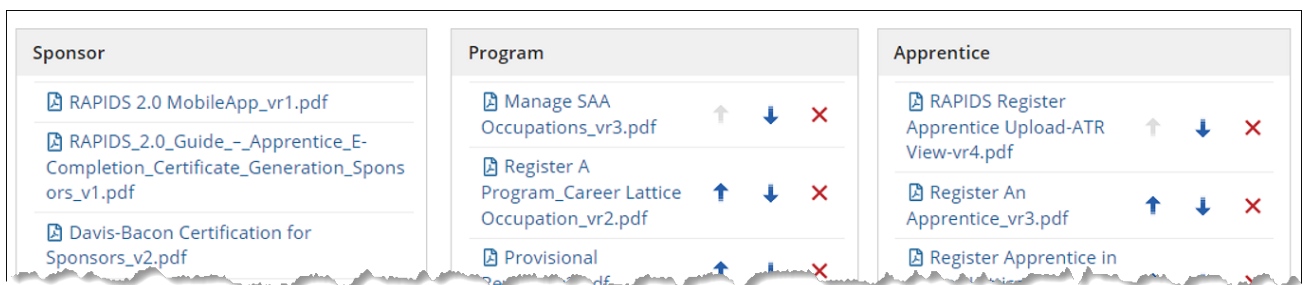 Sponsor
RAPIDS 2.0 MobileApp_vr1.pdf
RAPIDS_2.0_Guide_–_Apprentice_E-
Completion_Certificate_Generation_Spons
ors_v1.pdf
Davis-Bacon Certification for
Sponsors_v2.pdf
Program
Manage SAA
Occupations_vr3.pdf
Register A
Program_Career Lattice
Occupation_vr2.pdf
Provisional
Apprentice
RAPIDS Register
Apprentice Upload-ATR
View-vr4.pdf
Register An
Apprentice_vr3.pdf
Register Apprentice in